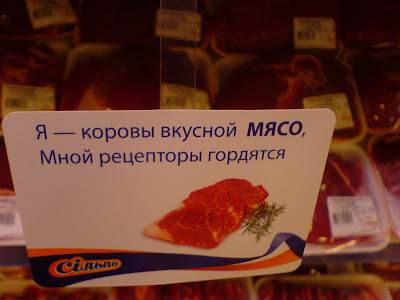 Я — коровы вкусной МЯСО,
Мной рецепторы гордятся
Сільпо